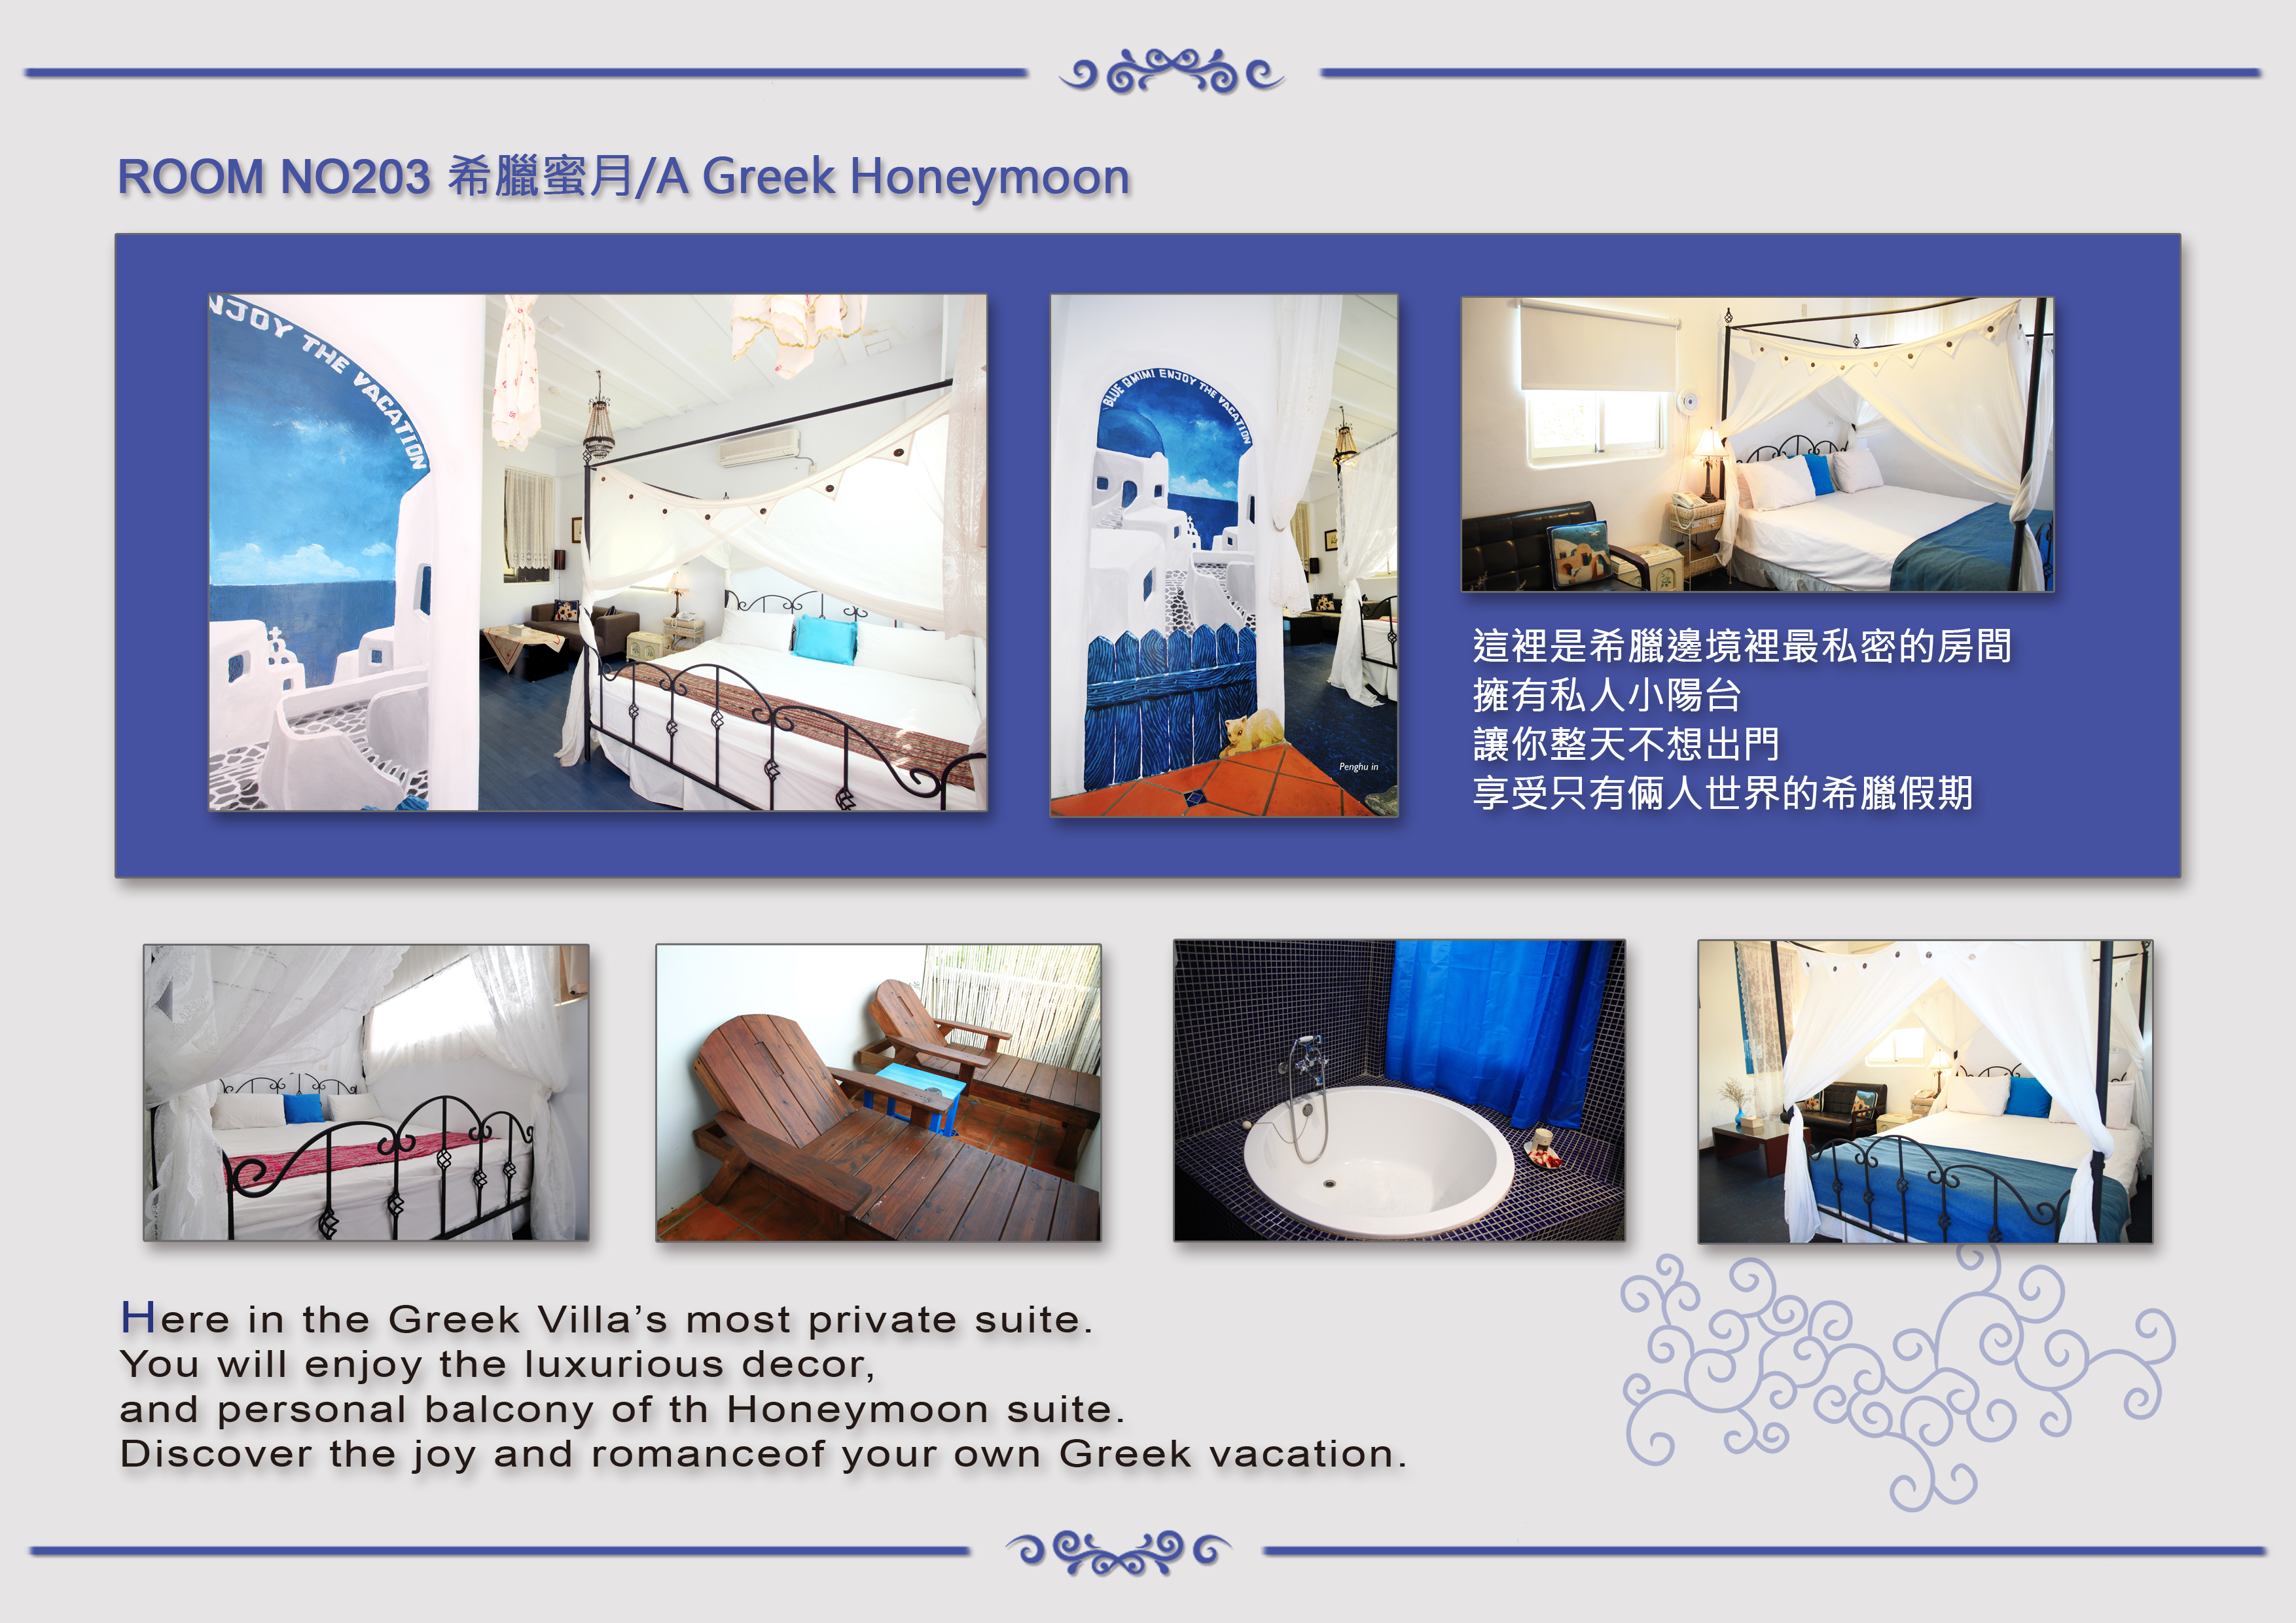 ROOM NO203 希臘蜜月/A Greek Honeymoon
NJOY THE VACATION
BLUE QMIMI ENJOY THE VACATION
Penghu in
這裡是希臘邊境裡最私密的房間
擁有私人小陽台
讓你整天不想出門
享受只有倆人世界的希臘假期
Here in the Greek Villa’s most private suite.
You will enjoy the luxurious decor,
and personal balcony of th Honeymoon suite.
Discover the joy and romanceof your own Greek vacation.